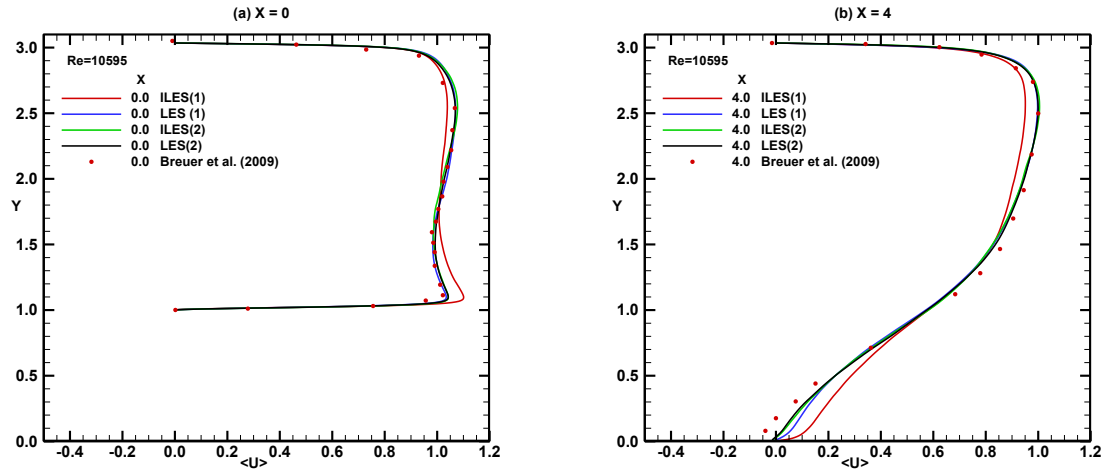 (a) X = 0
3.0
2.5
2.0
Y
1.5
1.0
0.5
0.0
Re=10595
X
0.0 ILES(1)
0.0 LES (1)
0.0 ILES(2)
0.0 LES(2)
0.0 Breuer et al. (2009)
-0.4 -0.2 0.0 0.2 0.4 0.6 0.8 1.0 1.2
<U>
(b) X = 4
3.0
2.5
2.0
Y
1.5
1.0
0.5
0.0
Re=10595
X
4.0 ILES(1)
4.0 LES (1)
4.0 ILES(2)
4.0 LES(2)
4.0 Breuer et al. (2009)
-0.4 -0.2 0.0 0.2 0.4 0.6 0.8 1.0 1.2
<U>